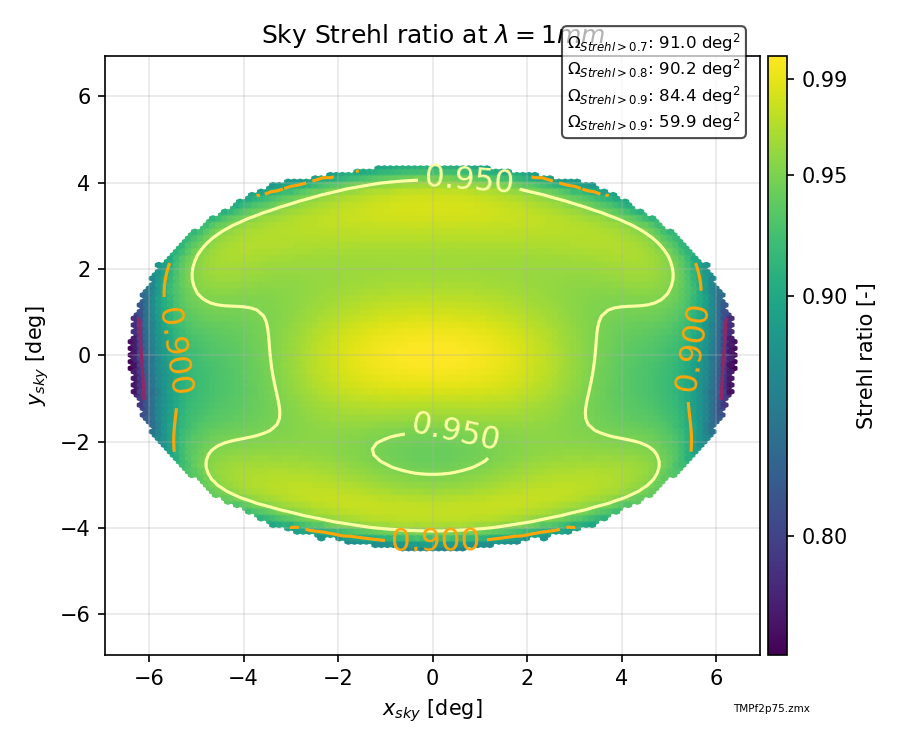 Sky Strehl ratio at λ = 1mm
Ω_{Strehl>0.7}: 91.0 deg²
Ω_{Strehl>0.8}: 90.2 deg²
Ω_{Strehl>0.9}: 84.4 deg²
Ω_{Strehl>0.9}: 59.9 deg²
6
4
2
0
−2
−4
−6
y_{sky} [deg]
0.950
0.900
0.900
0.950
0.900
−6
−4
−2
0
2
4
6
x_{sky} [deg]
0.99
0.95
0.90
0.80
Strehl ratio [-]
TMPf2p75.zmx